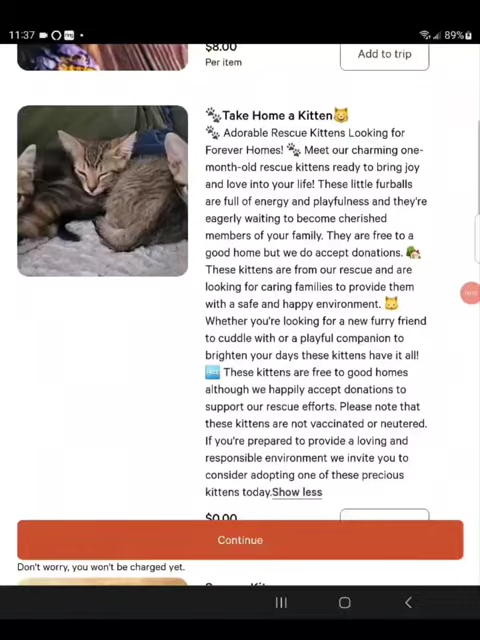 11:37
89%
$8.00
Per item
Add to trip
🐾Take Home a Kitten😺
🐾 Adorable Rescue Kittens Looking for
Forever Homes! 🐾 Meet our charming one-
month-old rescue kittens ready to bring joy
and love into your life! These little furballs
are full of energy and playfulness and they're
eagerly waiting to become cherished
members of your family. They are free to a
good home but we do accept donations. 🏡
These kittens are from our rescue and are
looking for caring families to provide them
with a safe and happy environment. 🐱
Whether you're looking for a new furry friend
to cuddle with or a playful companion to
brighten your days these kittens have it all!
🆓 These kittens are free to good homes
although we happily accept donations to
support our rescue efforts. Please note that
these kittens are not vaccinated or neutered.
If you're prepared to provide a loving and
responsible environment we invite you to
consider adopting one of these precious
kittens today.Show less
$0.00
Continue
Don't worry, you won't be charged yet.